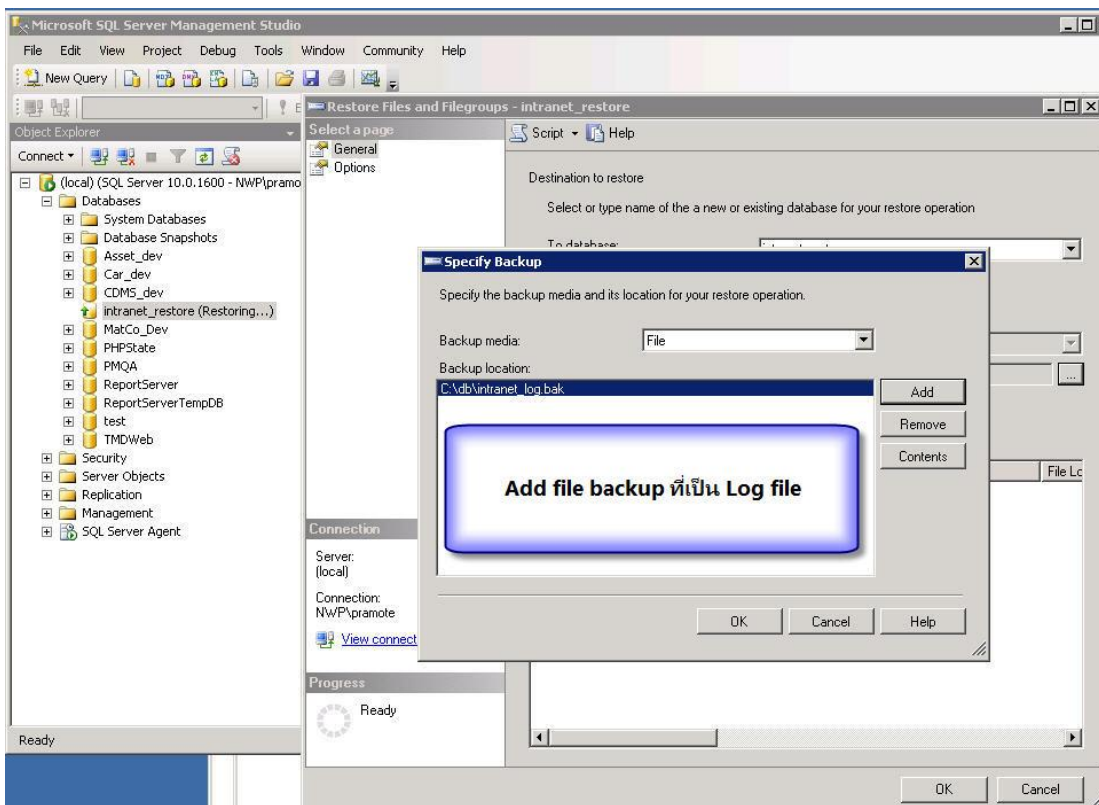 Microsoft SQL Server Management Studio
File Edit View Project Debug Tools Window Community Help
New Query
Object Explorer
Connect
(local) (SQL Server 10.0.1600 - NWP\pramo
Databases
System Databases
Database Snapshots
Asset_dev
Car_dev
CDMS_dev
intranet_restore (Restoring...)
MatCo_Dev
PHPState
PMQA
ReportServer
ReportServerTempDB
test
TMDWeb
Security
Server Objects
Replication
Management
SQL Server Agent
Ready
Restore Files and Filegroups - intranet_restore
Select a page
General
Options
Script Help
Destination to restore
Select or type name of the a new or existing database for your restore operation
To database:
...
File Lc
Specify Backup
Specify the backup media and its location for your restore operation.
Backup media: File
Backup location:
C:\db\intranet_log.bak
Add
Remove
Contents
Add file backup ที่เป็น Log file
OK Cancel Help
Connection
Server:
(local)
Connection:
NWP\pramote
View connect
Progress
Ready
OK Cancel